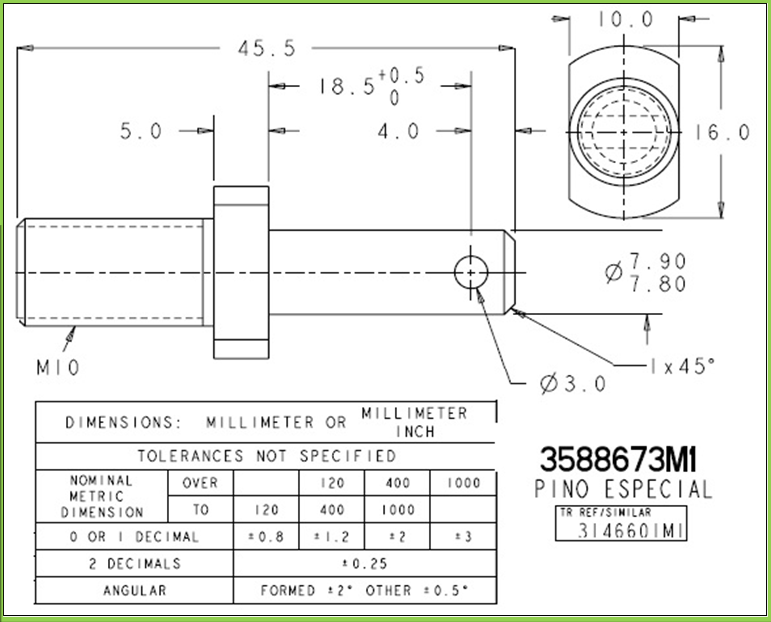 10.0
45.5
18.5 +0.5
0
5.0
4.0
16.0
Ø 7.90
7.80
M10
1x45°
Ø3.0
DIMENSIONS: MILLIMETER OR MILLIMETER
INCH
TOLERANCES NOT SPECIFIED
NOMINAL METRIC DIMENSION OVER 120 400 1000
TO 120 400 1000
0 OR 1 DECIMAL ±0.8 ±1.2 ±2 ±3
2 DECIMALS ±0.25
ANGULAR FORMED ±2° OTHER ±0.5°
3588673M1
PINO ESPECIAL
TR REF/SIMILAR
3146601M1